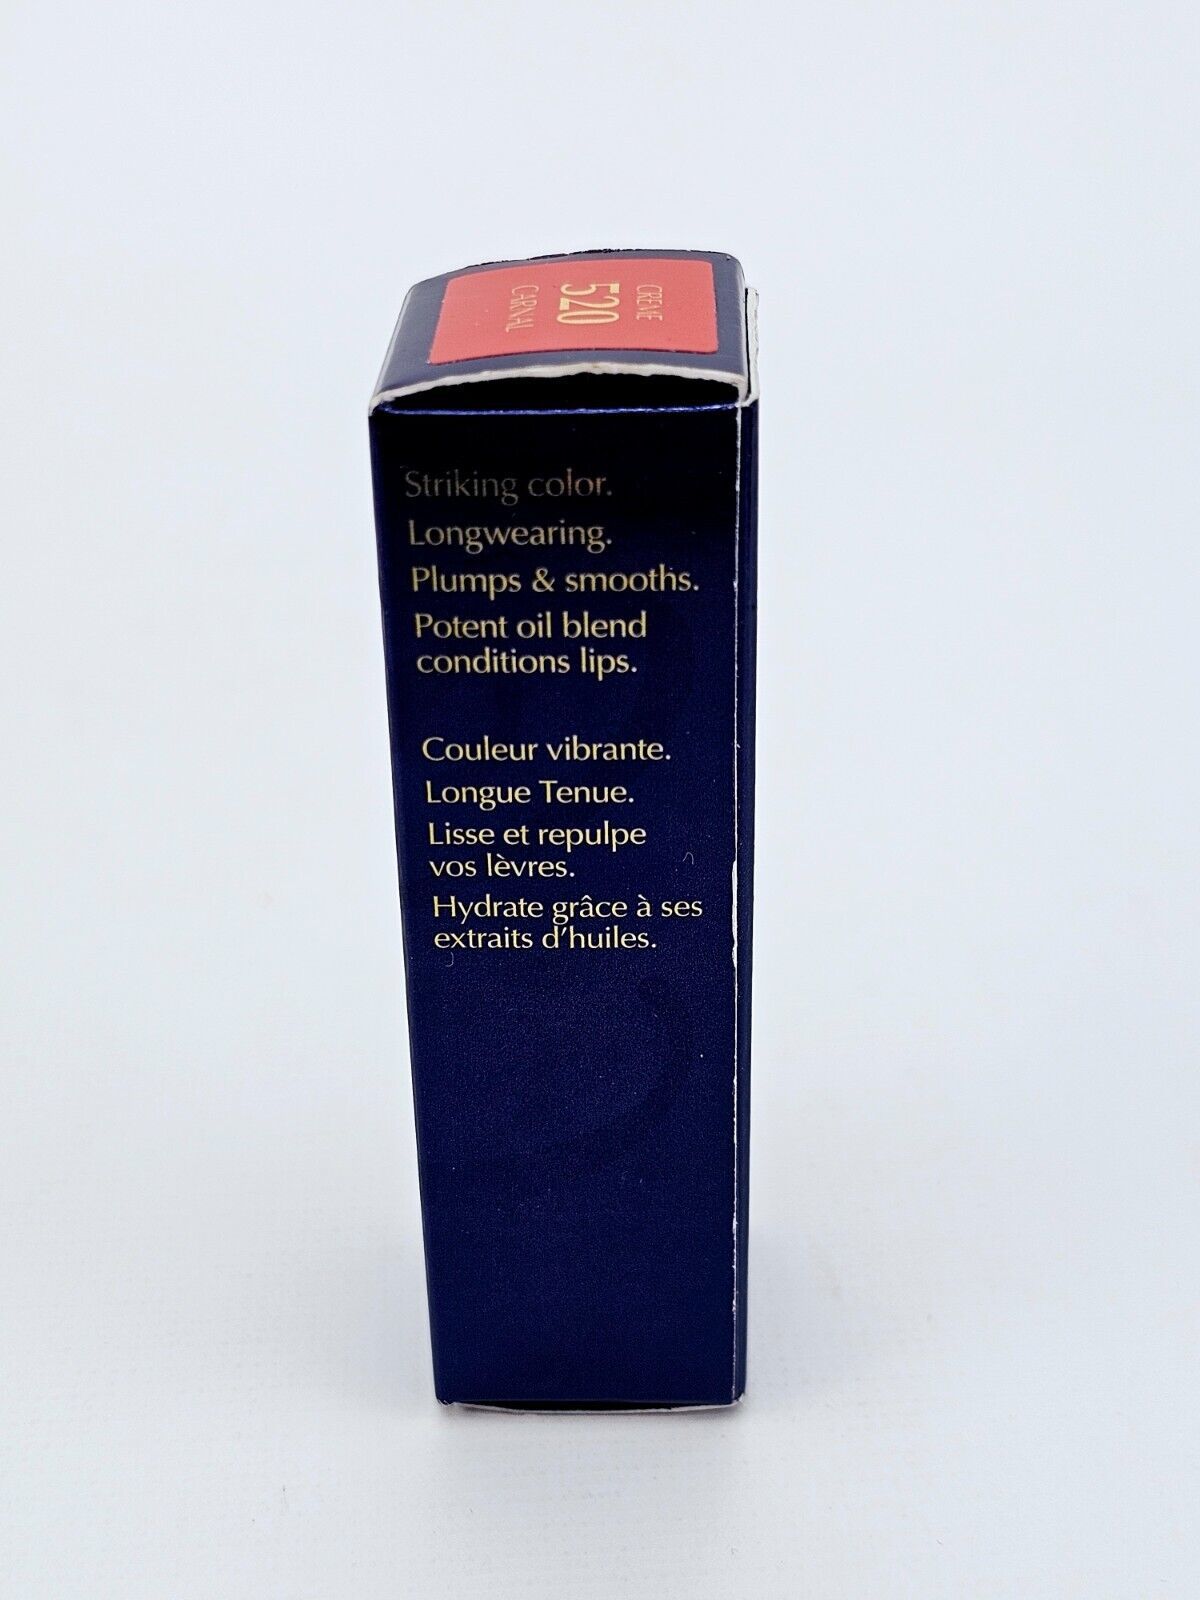 CREME
520
CARNAL
Striking color.
Longwearing.
Plumps & smooths.
Potent oil blend
conditions lips.
Couleur vibrante.
Longue Tenue.
Lisse et repulpe
vos lèvres.
Hydrate grâce à ses
extraits d'huiles.